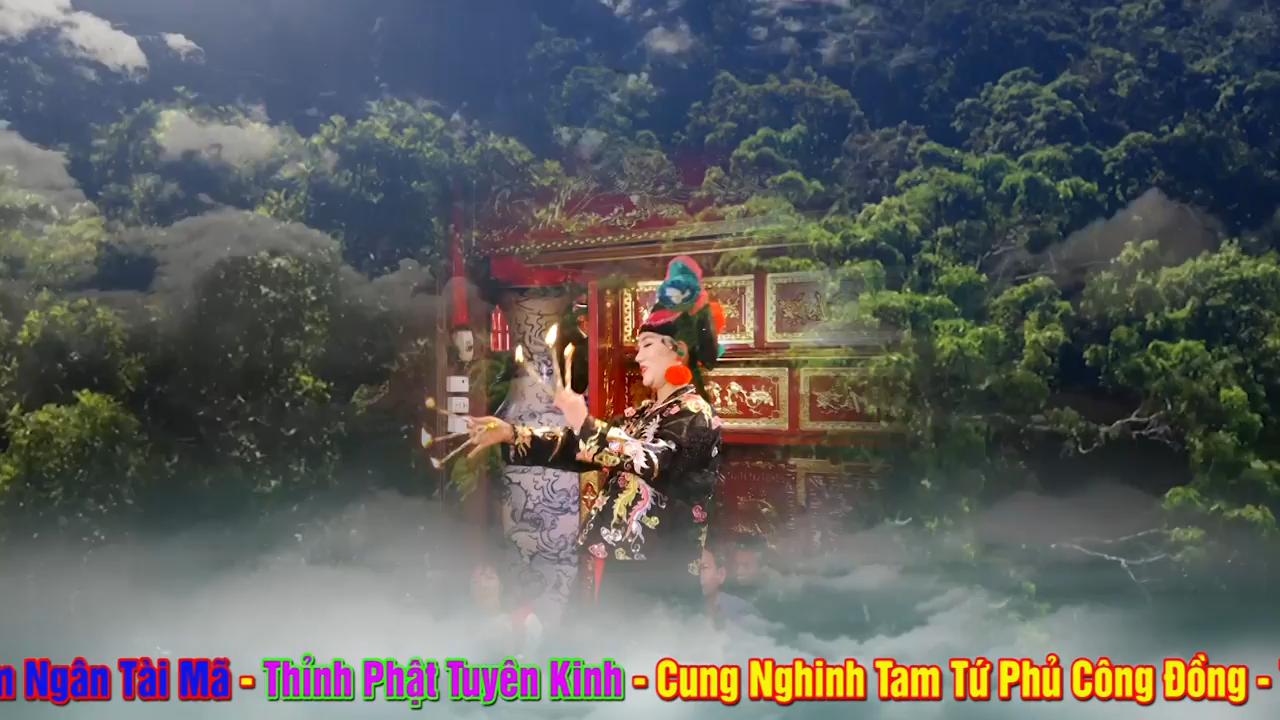 Ngân Tài Mã - Thỉnh Phật Tuyên Kinh - Cung Nghinh Tam Tứ Phủ Công Đồng -